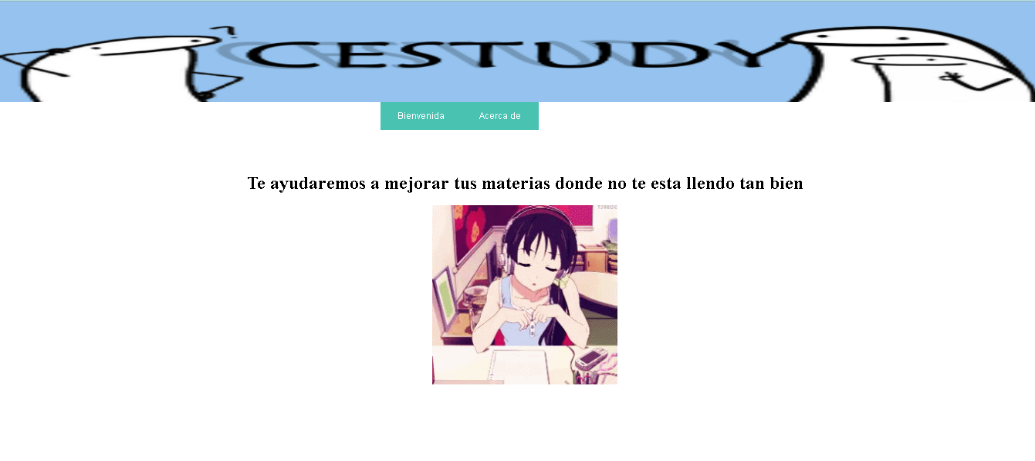 CESTUDY
Bienvenida Acerca de
Te ayudaremos a mejorar tus materias donde no te esta llendo tan bien